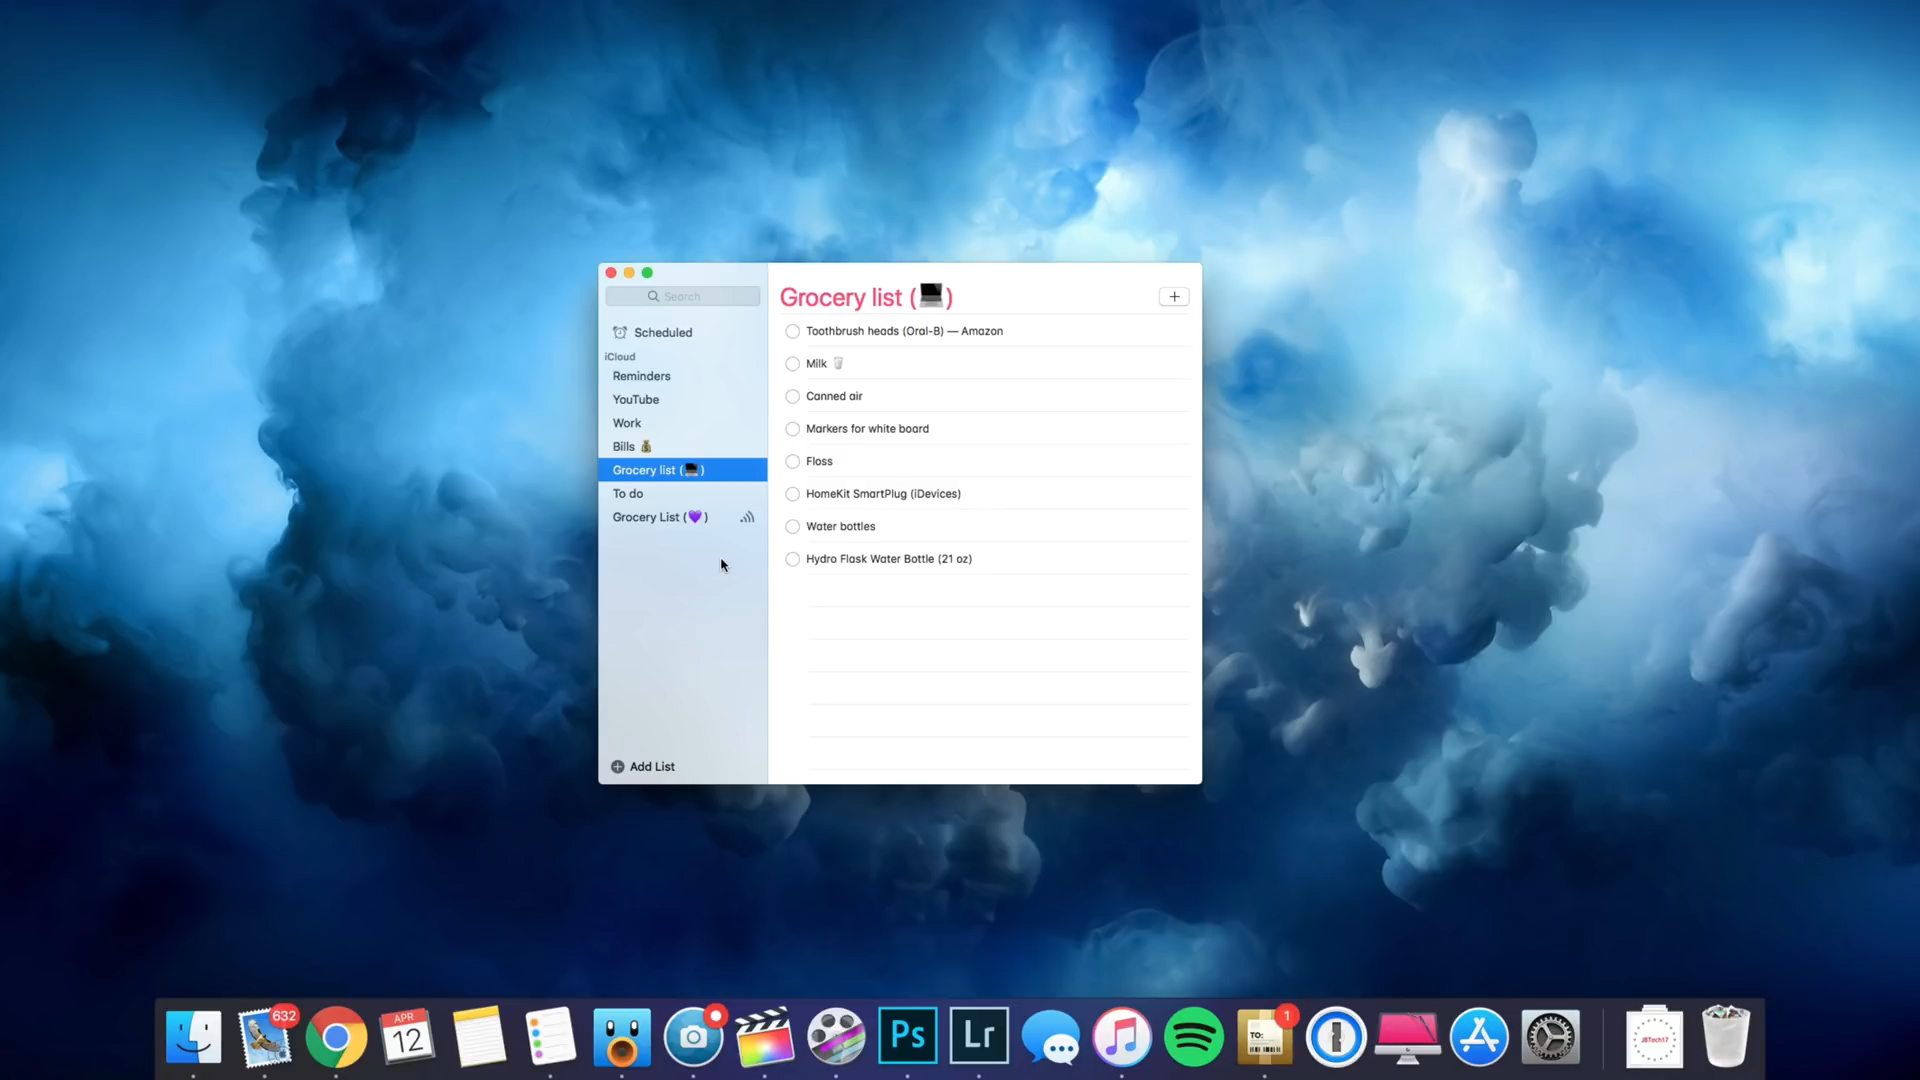 Search
Scheduled
iCloud
Reminders
YouTube
Work
Bills 💰
Grocery list (💻)
To do
Grocery List (💜)
Add List
Grocery list (💻)
+
Toothbrush heads (Oral-B) — Amazon
Milk 🥛
Canned air
Markers for white board
Floss
HomeKit SmartPlug (iDevices)
Water bottles
Hydro Flask Water Bottle (21 oz)
632
APR
12
Ps
Lr
TO:
1
JBTech17